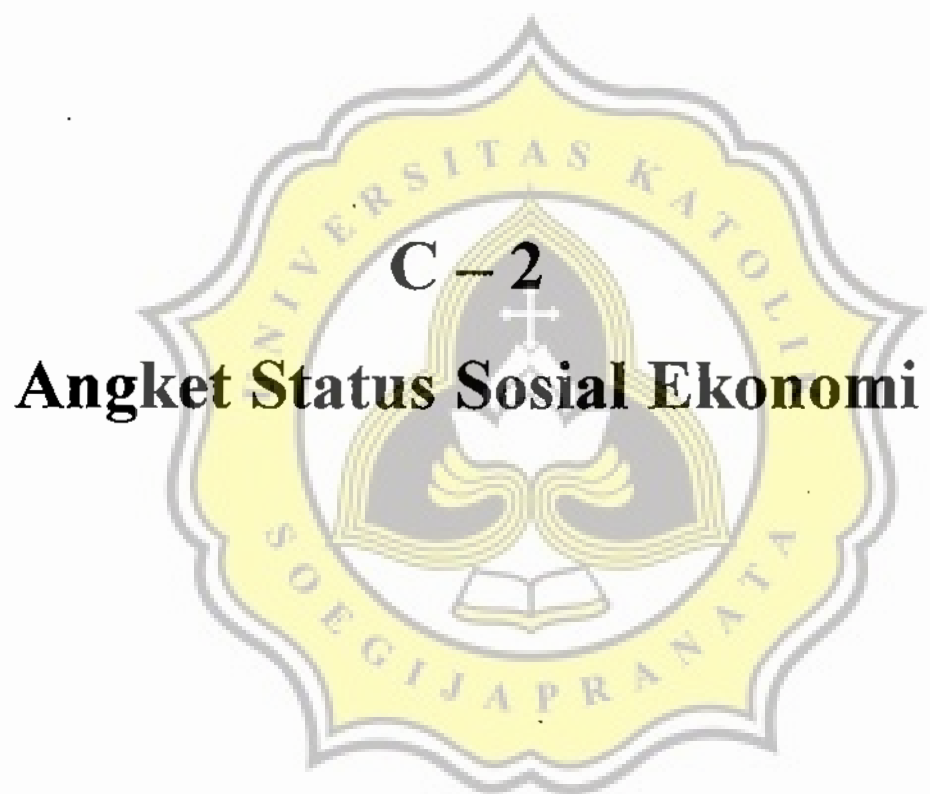 UNIVERSITAS KATOLIK
C – 2
Angket Status Sosial Ekonomi
SOEGIJAPRANATA